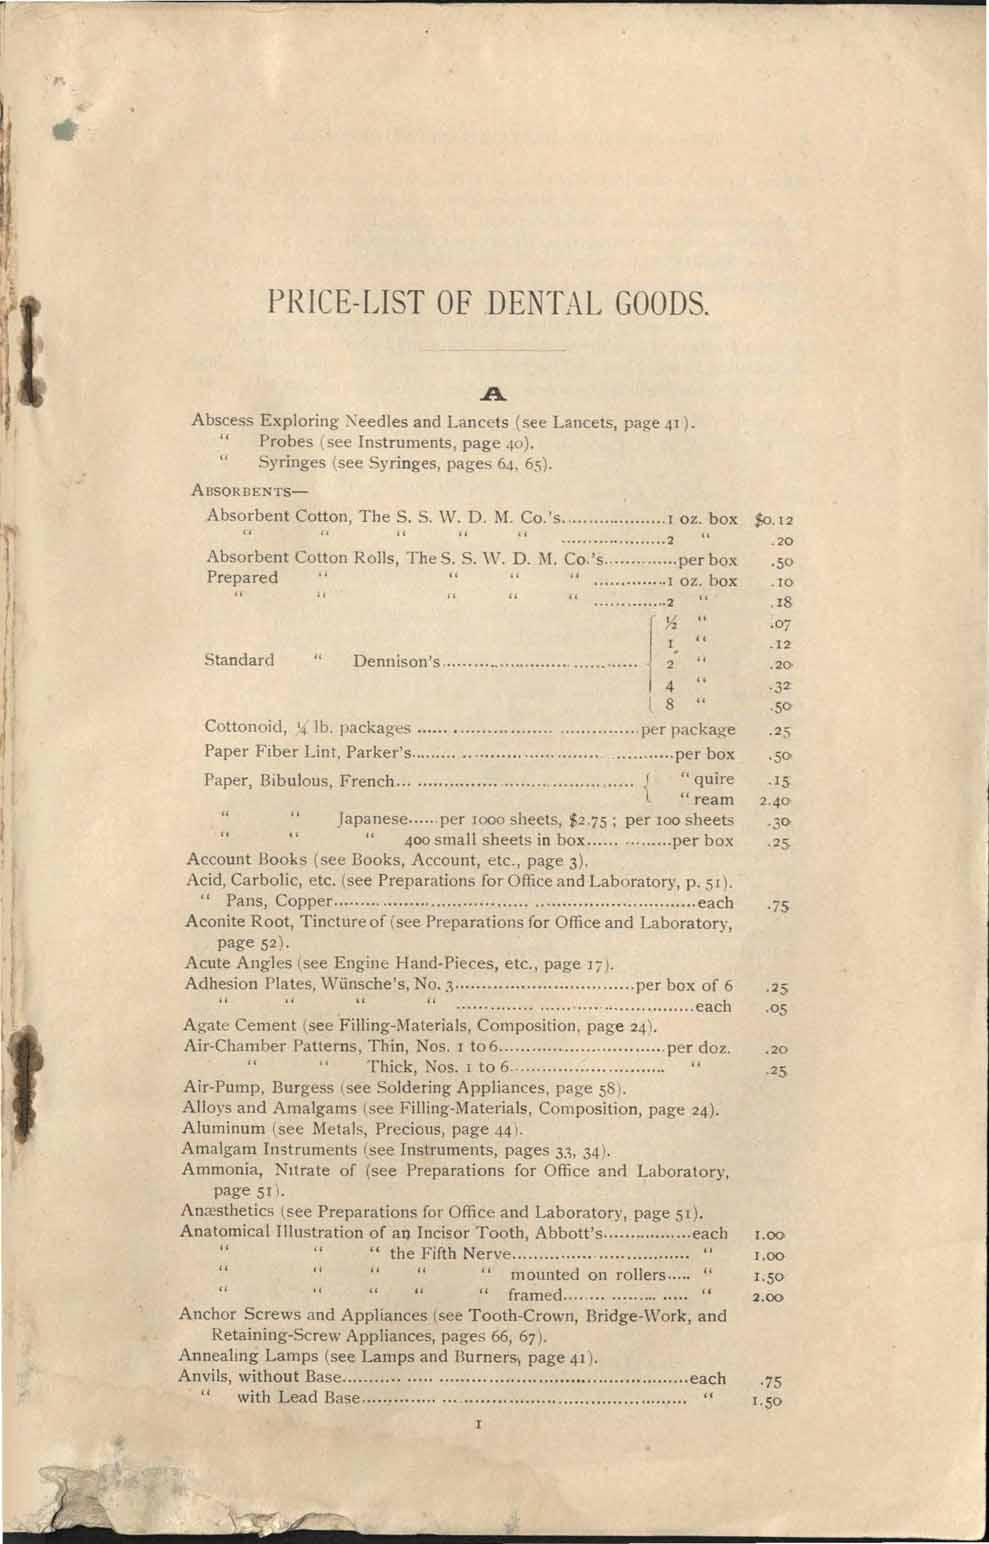 PRICE-LIST OF DENTAL GOODS.
A
Abscess Exploring Needles and Lancets (see Lancets, page 41).
“ Probes (see Instruments, page 40).
“ Syringes (see Syringes, pages 64, 65).
ABSORBENTS—
Absorbent Cotton, The S. S. W. D. M. Co.'s....................1 oz. box $0.12
“ “ “ “ “ ....................2 “ .20
Absorbent Cotton Rolls, The S. S. W. D. M. Co.'s..............per box .50
Prepared “ “ “ “ ..............1 oz. box .10
“ “ “ “ “ ..............2 “ .18
½ “ .07
1 “ .12
Standard “ Dennison's.................................... 2 “ .20
4 “ .32
8 “ .50
Cottonoid, ¼ lb. packages ........................................per package .25
Paper Fiber Lint, Parker's.............................................per box .50
Paper, Bibulous, French............................................. { “ quire .15
“ ream 2.40
“ “ Japanese......per 1000 sheets, $2.75 ; per 100 sheets .30
“ “ “ 400 small sheets in box...............per box .25
Account Books (see Books, Account, etc., page 3).
Acid, Carbolic, etc. (see Preparations for Office and Laboratory, p. 51).
“ Pans, Copper....................................................................each .75
Aconite Root, Tincture of (see Preparations for Office and Laboratory,
page 52).
Acute Angles (see Engine Hand-Pieces, etc., page 17).
Adhesion Plates, Wünsche's, No. 3..................................per box of 6 .25
“ “ “ “ .............................................each .05
Agate Cement (see Filling-Materials, Composition, page 24).
Air-Chamber Patterns, Thin, Nos. 1 to 6................................per doz. .20
“ “ Thick, Nos. 1 to 6.............................. “ .25
Air-Pump, Burgess (see Soldering Appliances, page 58).
Alloys and Amalgams (see Filling-Materials, Composition, page 24).
Aluminum (see Metals, Precious, page 44).
Amalgam Instruments (see Instruments, pages 33, 34).
Ammonia, Nitrate of (see Preparations for Office and Laboratory,
page 51).
Anæsthetics (see Preparations for Office and Laboratory, page 51).
Anatomical Illustration of an Incisor Tooth, Abbott's.................each 1.00
“ “ “ the Fifth Nerve.................................. “ 1.00
“ “ “ “ “ mounted on rollers..... “ 1.50
“ “ “ “ “ framed....................... “ 2.00
Anchor Screws and Appliances (see Tooth-Crown, Bridge-Work, and
Retaining-Screw Appliances, pages 66, 67).
Annealing Lamps (see Lamps and Burners, page 41).
Anvils, without Base.................................................................each .75
“ with Lead Base............................................................. “ 1.50
1